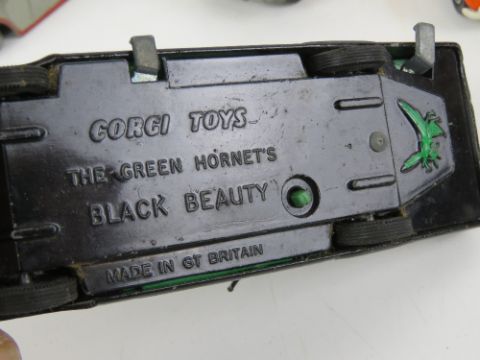 CORGI TOYS
THE GREEN HORNET'S
BLACK BEAUTY
MADE IN GT BRITAIN